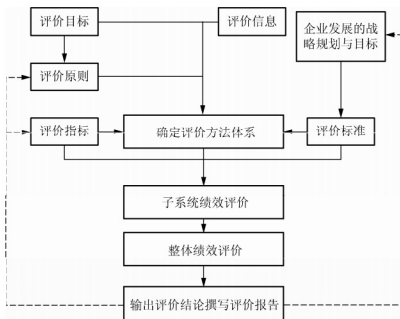 评价目标
评价信息
企业发展的战
略规划与目标
评价原则
评价指标
确定评价方法体系
评价标准
子系统绩效评价
整体绩效评价
输出评价结论撰写评价报告